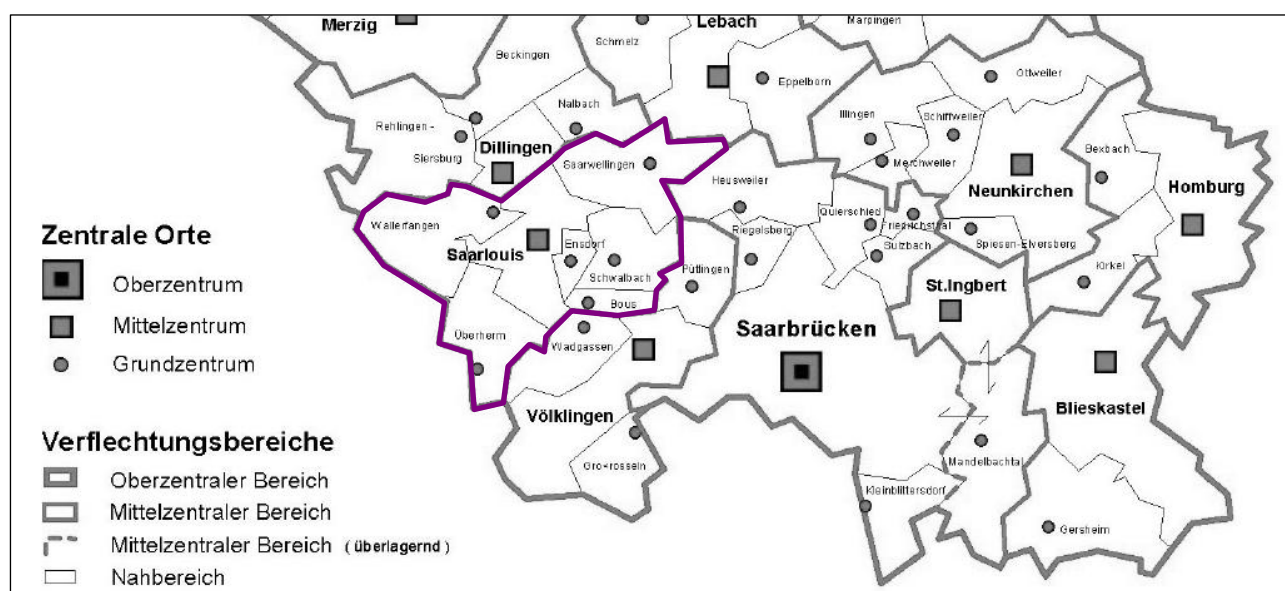 Merzig
Lebach
Marpingen
Schmelz
Beckingen
Ottweiler
Eppelborn
Nalbach
Illingen
Schiffweiler
Rehlingen -
Siersburg
Dillingen
Saarwellingen
Merchweiler
Bexbach
Heusweiler
Neunkirchen
Homburg
Wallerfangen
Quierschied
Friedrichstal
Riegelsberg
Ensdorf
Sulzbach
Spiesen-Elversberg
Saarlouis
Schwalbach
Püttlingen
Kirkel
St.Ingbert
Bous
Saarbrücken
Überherrn
Wadgassen
Völklingen
Blieskastel
Mandelbachtal
Kleinblittersdorf
Gersheim
Zentrale Orte
Oberzentrum
Mittelzentrum
Grundzentrum
Verflechtungsbereiche
Oberzentraler Bereich
Mittelzentraler Bereich
Mittelzentraler Bereich ( überlagernd )
Nahbereich